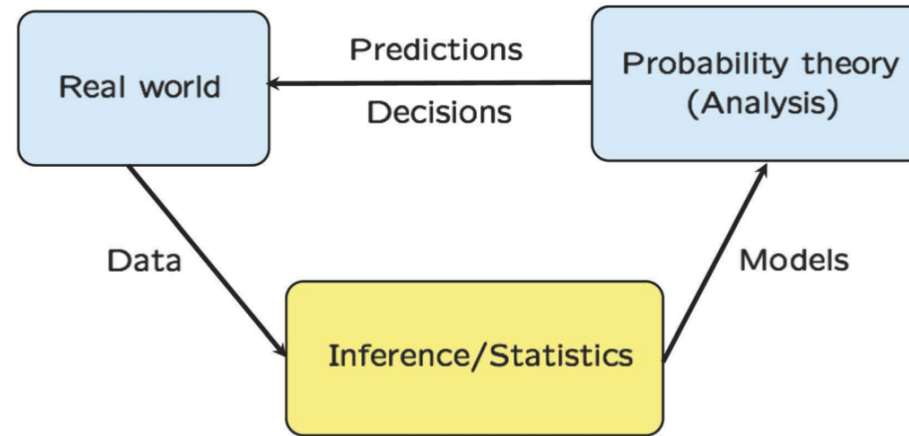 Real world
Predictions
Decisions
Probability theory
(Analysis)
Data
Models
Inference/Statistics